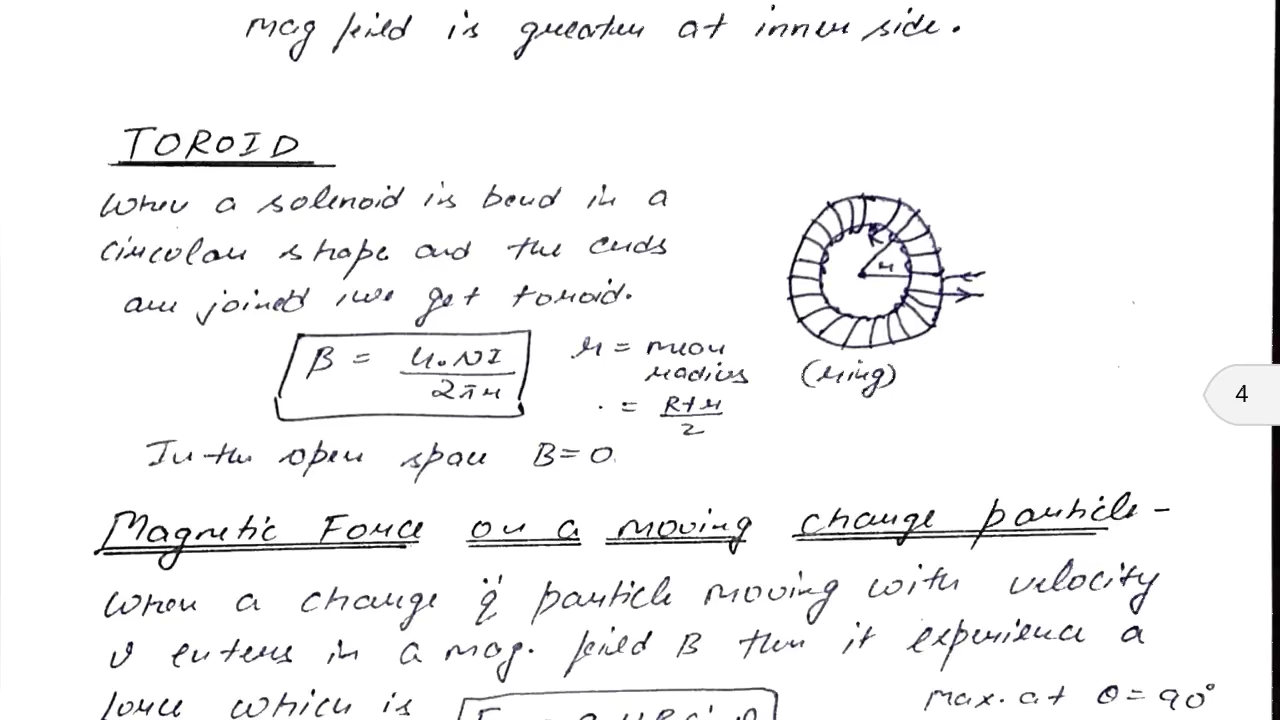 mag field is greater at inner side.
TOROID
When a solenoid is bend in a
circular shape and the ends
are joined we get toroid.
R
r
B = μ₀NI / 2πr
r = mean
radius
= R+r / 2
(ring)
4
In the open space B=0.
Magnetic Force on a moving charge particle-
When a charge 'q' particle moving with velocity
v enters in a mag. field B then it experience a
force which is
max. at θ = 90°